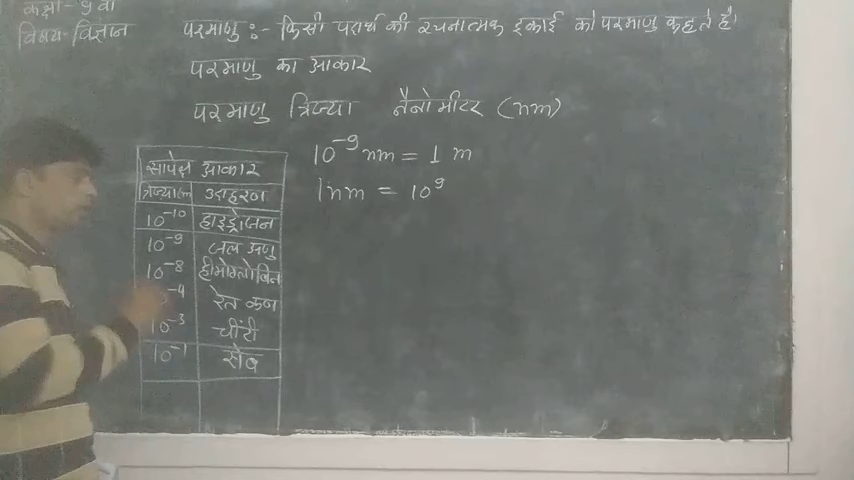 कक्षा-9वी
विषय-विज्ञान
परमाणु :- किसी पदार्थ की रचनात्मक इकाई को परमाणु कहते है।
परमाणु का आकार
परमाणु त्रिज्या नैनोमीटर (nm)
10⁻⁹ nm = 1 m
1nm = 10⁹
सापेक्ष आकार
त्रिज्या(m उदाहरण
10⁻¹⁰ हाइड्रोजन
10⁻⁹ जल अणु
10⁻⁸ हीमोग्लोबिन
⁻⁴ रेत कण
10⁻³ चींटी
10⁻¹ सेब